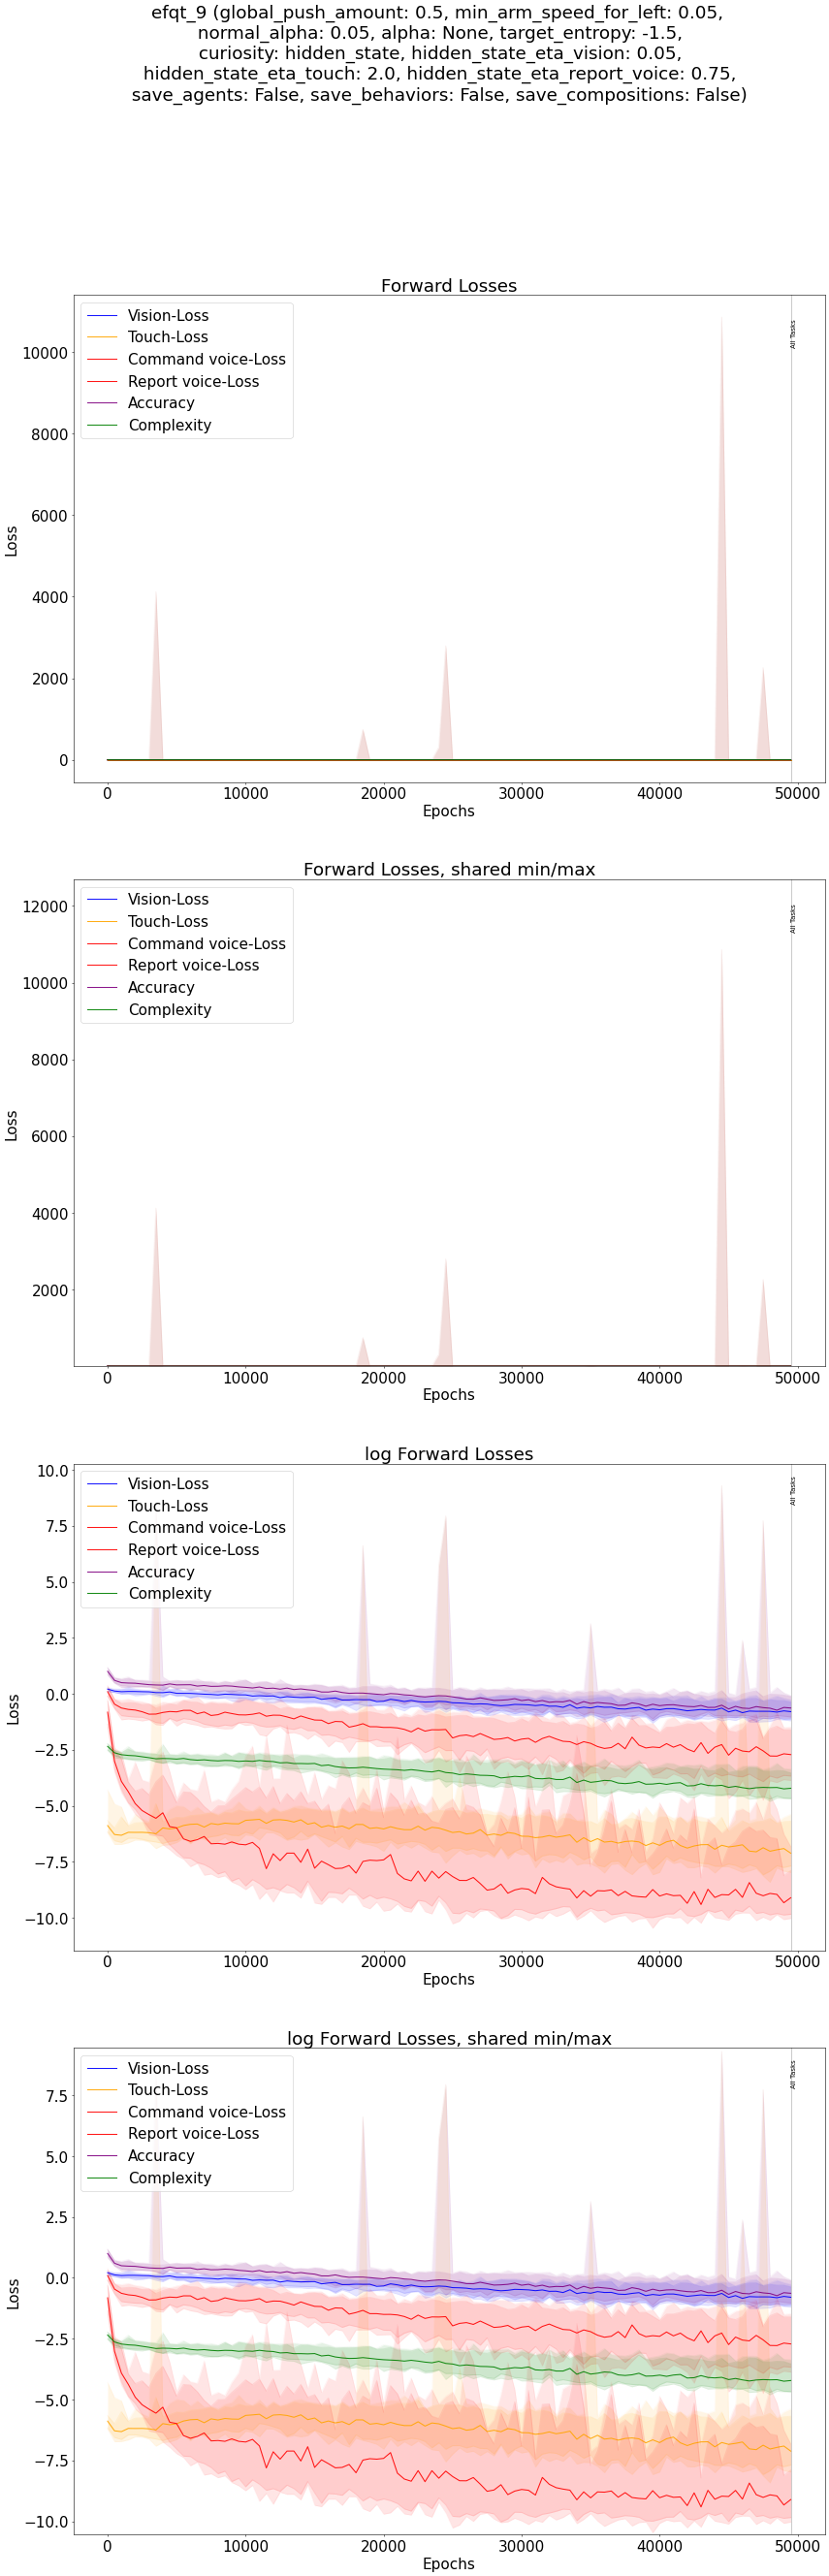 efqt_9 (global_push_amount: 0.5, min_arm_speed_for_left: 0.05,
normal_alpha: 0.05, alpha: None, target_entropy: -1.5,
curiosity: hidden_state, hidden_state_eta_vision: 0.05,
hidden_state_eta_touch: 2.0, hidden_state_eta_report_voice: 0.75,
save_agents: False, save_behaviors: False, save_compositions: False)
Forward Losses
Vision-Loss
Touch-Loss
Command voice-Loss
Report voice-Loss
Accuracy
Complexity
All Tasks
10000
8000
6000
4000
2000
0
Loss
0 10000 20000 30000 40000 50000
Epochs
Forward Losses, shared min/max
Vision-Loss
Touch-Loss
Command voice-Loss
Report voice-Loss
Accuracy
Complexity
All Tasks
12000
10000
8000
6000
4000
2000
Loss
0 10000 20000 30000 40000 50000
Epochs
log Forward Losses
Vision-Loss
Touch-Loss
Command voice-Loss
Report voice-Loss
Accuracy
Complexity
All Tasks
10.0
7.5
5.0
2.5
0.0
−2.5
−5.0
−7.5
−10.0
Loss
0 10000 20000 30000 40000 50000
Epochs
log Forward Losses, shared min/max
Vision-Loss
Touch-Loss
Command voice-Loss
Report voice-Loss
Accuracy
Complexity
All Tasks
7.5
5.0
2.5
0.0
−2.5
−5.0
−7.5
−10.0
Loss
0 10000 20000 30000 40000 50000
Epochs